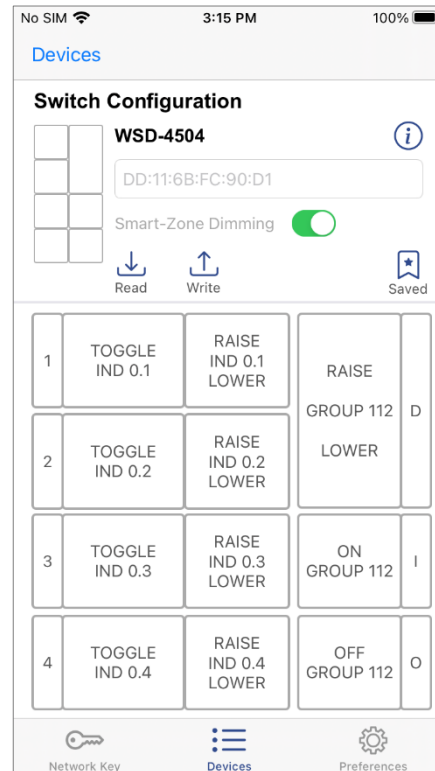 No SIM 3:15 PM 100%
Devices
Switch Configuration
WSD-4504
i
DD:11:6B:FC:90:D1
Smart-Zone Dimming
Read Write Saved
1
TOGGLE
IND 0.1
RAISE
IND 0.1
LOWER
RAISE
GROUP 112
LOWER
D
2
TOGGLE
IND 0.2
RAISE
IND 0.2
LOWER
3
TOGGLE
IND 0.3
RAISE
IND 0.3
LOWER
ON
GROUP 112
I
4
TOGGLE
IND 0.4
RAISE
IND 0.4
LOWER
OFF
GROUP 112
O
Network Key Devices Preferences